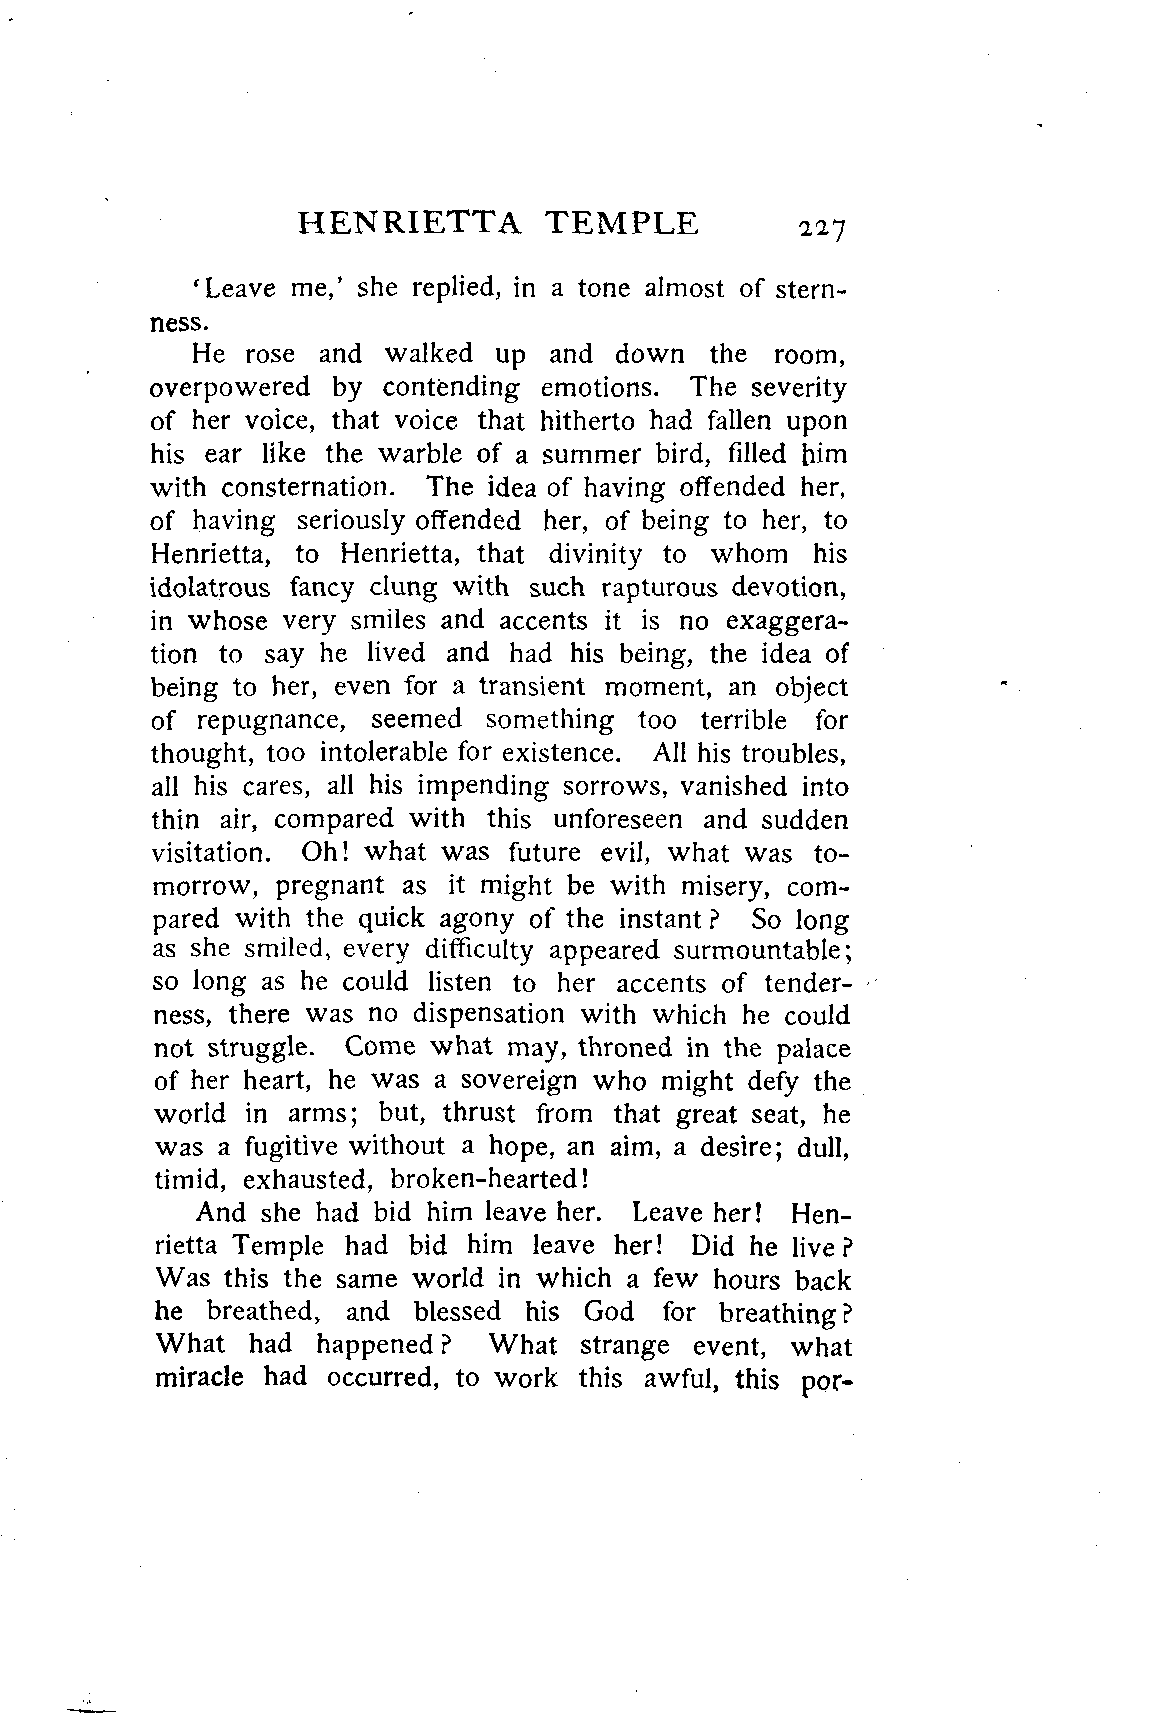 HENRIETTA TEMPLE 227
'Leave me,' she replied, in a tone almost of stern-
ness.
He rose and walked up and down the room,
overpowered by contending emotions. The severity
of her voice, that voice that hitherto had fallen upon
his ear like the warble of a summer bird, filled him
with consternation. The idea of having offended her,
of having seriously offended her, of being to her, to
Henrietta, to Henrietta, that divinity to whom his
idolatrous fancy clung with such rapturous devotion,
in whose very smiles and accents it is no exaggera-
tion to say he lived and had his being, the idea of
being to her, even for a transient moment, an object
of repugnance, seemed something too terrible for
thought, too intolerable for existence. All his troubles,
all his cares, all his impending sorrows, vanished into
thin air, compared with this unforeseen and sudden
visitation. Oh! what was future evil, what was to-
morrow, pregnant as it might be with misery, com-
pared with the quick agony of the instant? So long
as she smiled, every difficulty appeared surmountable;
so long as he could listen to her accents of tender-
ness, there was no dispensation with which he could
not struggle. Come what may, throned in the palace
of her heart, he was a sovereign who might defy the
world in arms; but, thrust from that great seat, he
was a fugitive without a hope, an aim, a desire; dull,
timid, exhausted, broken-hearted!
And she had bid him leave her. Leave her! Hen-
rietta Temple had bid him leave her! Did he live?
Was this the same world in which a few hours back
he breathed, and blessed his God for breathing?
What had happened? What strange event, what
miracle had occurred, to work this awful, this por-